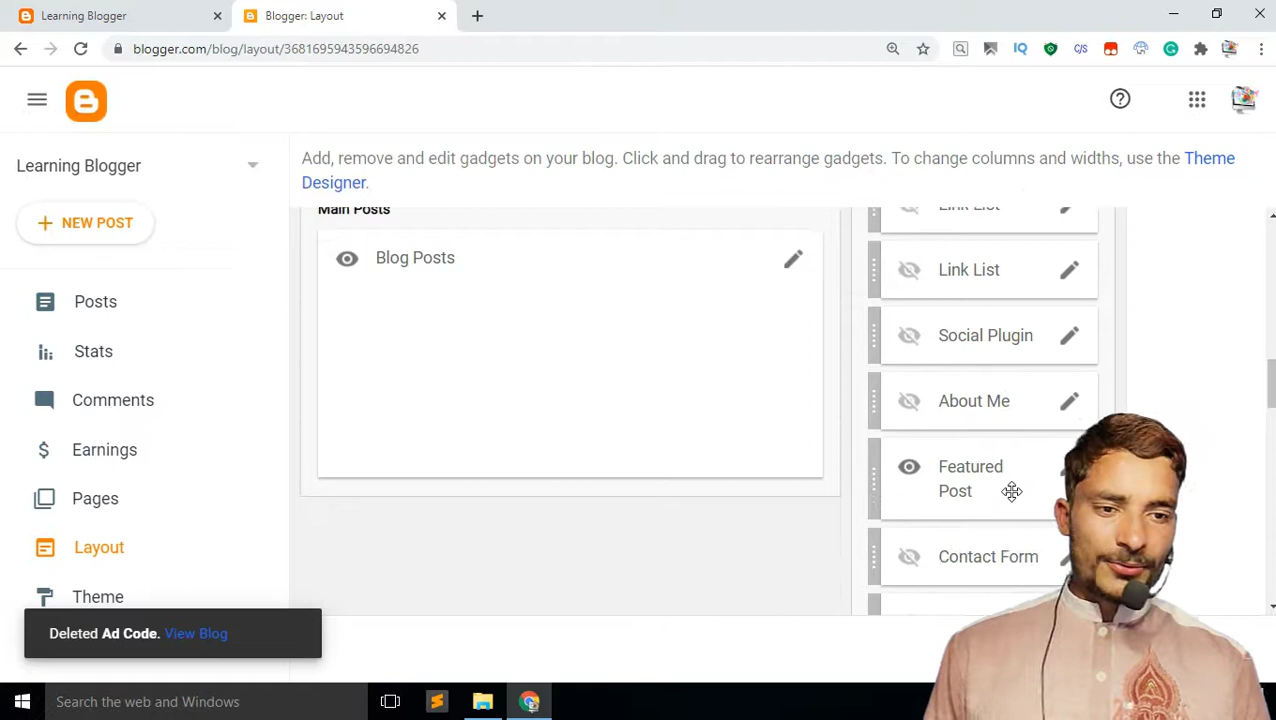 Learning Blogger
Blogger: Layout
blogger.com/blog/layout/3681695943596694826
Learning Blogger
NEW POST
Posts
Stats
Comments
Earnings
Pages
Layout
Theme
Add, remove and edit gadgets on your blog. Click and drag to rearrange gadgets. To change columns and widths, use the Theme
Designer.
Main Posts
Blog Posts
Link List
Link List
Social Plugin
About Me
Featured
Post
Contact Form
Deleted Ad Code. View Blog
Search the web and Windows